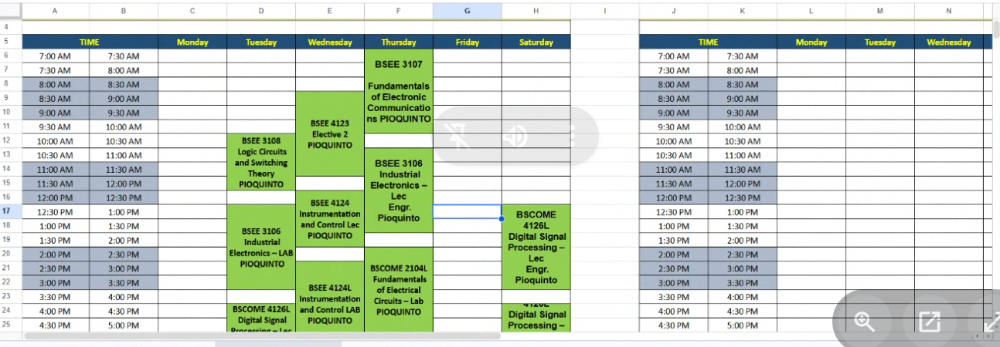 A B C D E F G H I J K L M N
4
5 TIME Monday Tuesday Wednesday Thursday Friday Saturday TIME Monday Tuesday Wednesday
6 7:00 AM 7:30 AM 7:00 AM 7:30 AM
7 7:30 AM 8:00 AM 7:30 AM 8:00 AM
8 8:00 AM 8:30 AM 8:00 AM 8:30 AM
9 8:30 AM 9:00 AM 8:30 AM 9:00 AM
10 9:00 AM 9:30 AM 9:00 AM 9:30 AM
11 9:30 AM 10:00 AM 9:30 AM 10:00 AM
12 10:00 AM 10:30 AM 10:00 AM 10:30 AM
13 10:30 AM 11:00 AM 10:30 AM 11:00 AM
14 11:00 AM 11:30 AM 11:00 AM 11:30 AM
15 11:30 AM 12:00 PM 11:30 AM 12:00 PM
16 12:00 PM 12:30 PM 12:00 PM 12:30 PM
17 12:30 PM 1:00 PM 12:30 PM 1:00 PM
18 1:00 PM 1:30 PM 1:00 PM 1:30 PM
19 1:30 PM 2:00 PM 1:30 PM 2:00 PM
20 2:00 PM 2:30 PM 2:00 PM 2:30 PM
21 2:30 PM 3:00 PM 2:30 PM 3:00 PM
22 3:00 PM 3:30 PM 3:00 PM 3:30 PM
23 3:30 PM 4:00 PM 3:30 PM 4:00 PM
24 4:00 PM 4:30 PM 4:00 PM 4:30 PM
25 4:30 PM 5:00 PM 4:30 PM 5:00 PM
BSEE 3108
Logic Circuits
and Switching
Theory
PIOQUINTO
BSEE 3106
Industrial
Electronics – LAB
PIOQUINTO
BSCOME 4126L
Digital Signal
Processing – Lec
BSEE 4123
Elective 2
PIOQUINTO
BSEE 4124
Instrumentation
and Control Lec
PIOQUINTO
BSEE 4124L
Instrumentation
and Control LAB
PIOQUINTO
BSEE 3107
Fundamentals
of Electronic
Communicatio
ns PIOQUINTO
BSEE 3106
Industrial
Electronics –
Lec
Engr.
Pioquinto
BSCOME 2104L
Fundamentals
of Electrical
Circuits – Lab
PIOQUINTO
BSCOME
4126L
Digital Signal
Processing –
Lec
Engr.
Pioquinto
4126L
Digital Signal
Processing –